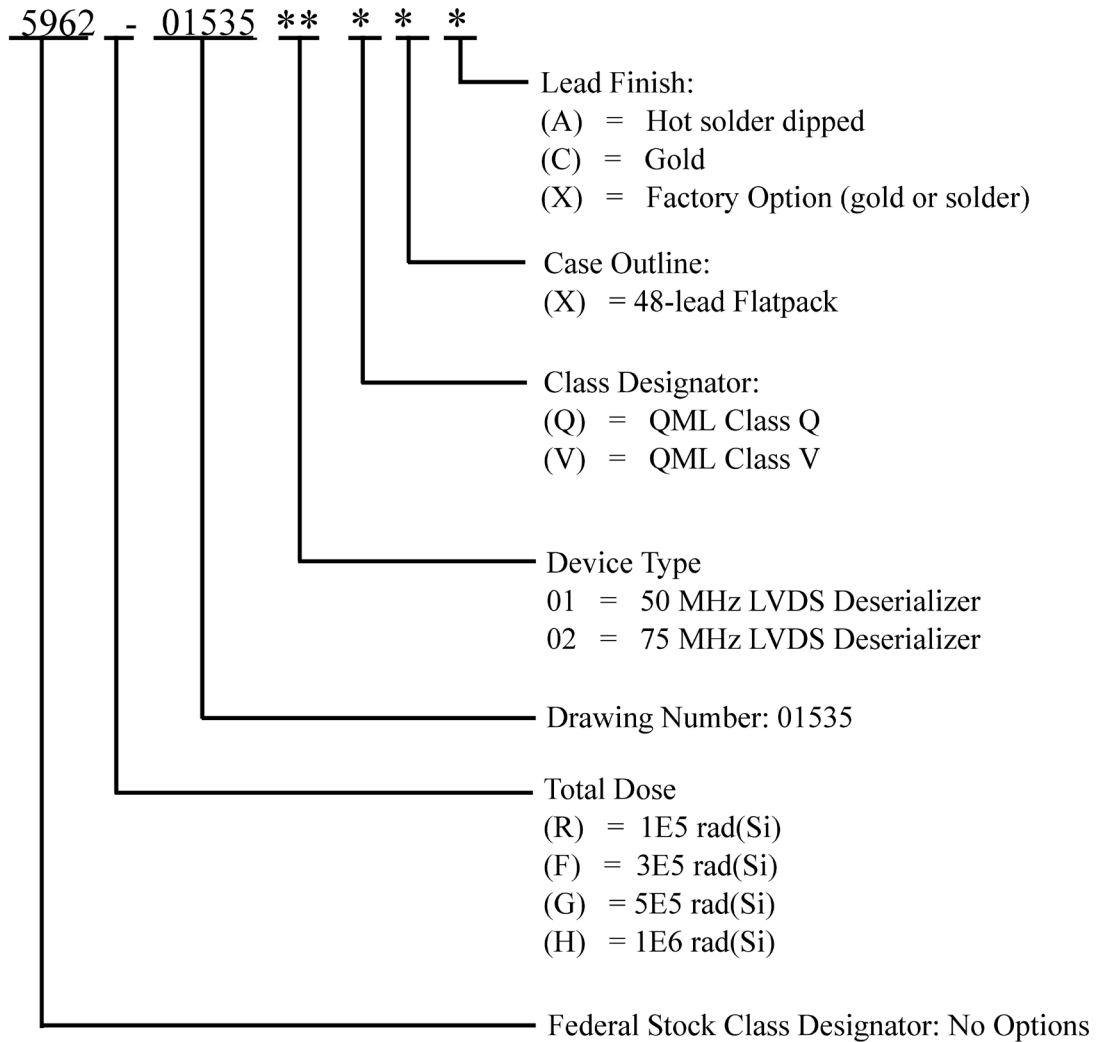 5962 - 01535 ** * * *
Lead Finish:
(A) = Hot solder dipped
(C) = Gold
(X) = Factory Option (gold or solder)
Case Outline:
(X) = 48-lead Flatpack
Class Designator:
(Q) = QML Class Q
(V) = QML Class V
Device Type
01 = 50 MHz LVDS Deserializer
02 = 75 MHz LVDS Deserializer
Drawing Number: 01535
Total Dose
(R) = 1E5 rad(Si)
(F) = 3E5 rad(Si)
(G) = 5E5 rad(Si)
(H) = 1E6 rad(Si)
Federal Stock Class Designator: No Options